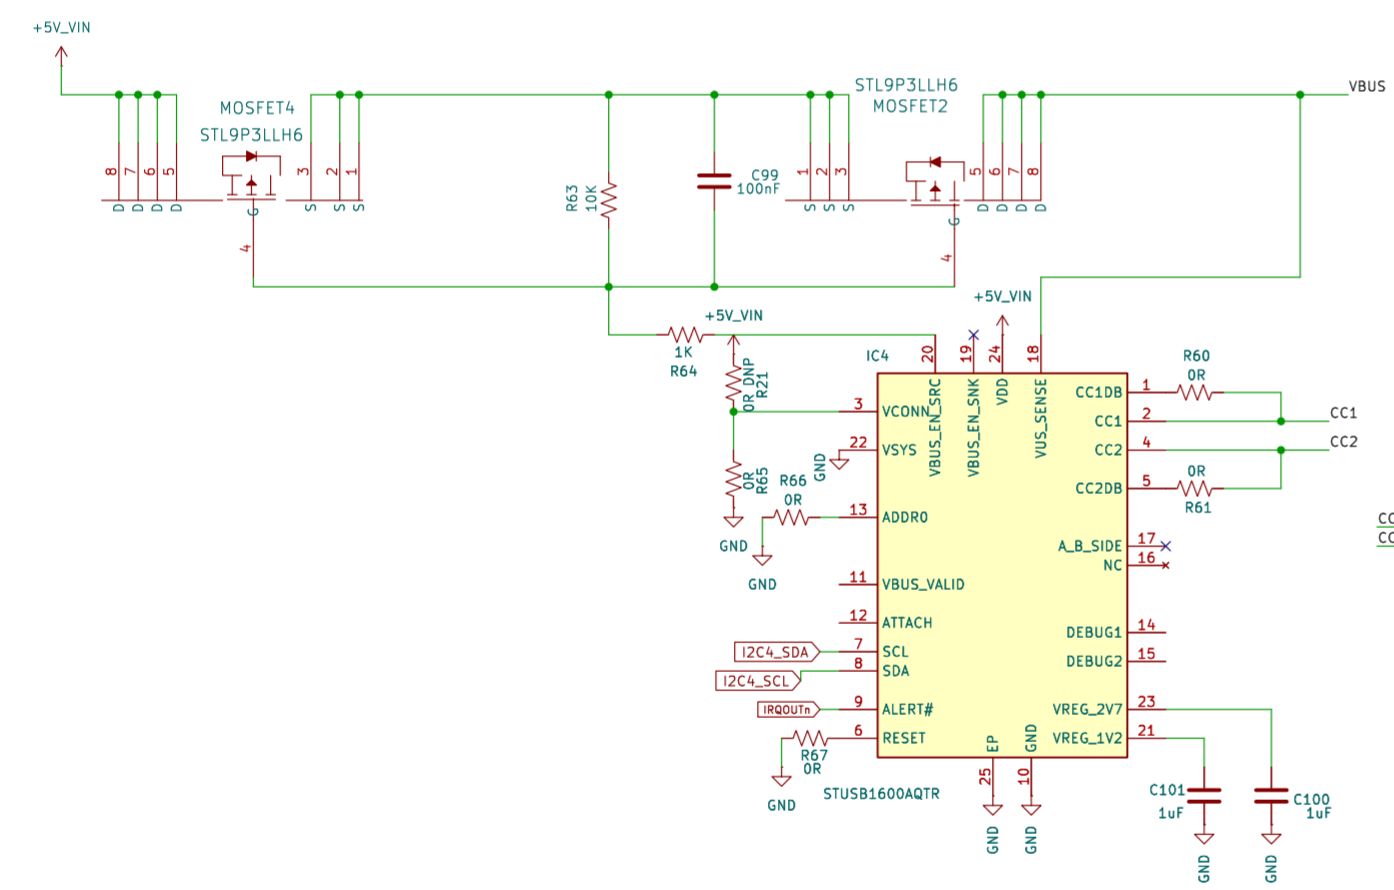 +5V_VIN
MOSFET4
STL9P3LLH6
8
7
6
5
D
D
D
D
G
4
3
2
1
S
S
S
R63
10K
C99
100nF
STL9P3LLH6
MOSFET2
1
2
3
S
S
S
G
4
5
6
7
8
D
D
D
D
VBUS
1K
R64
+5V_VIN
0R DNP
R21
0R
R65
GND
+5V_VIN
IC4
20
19
24
18
VBUS_EN_SRC
VBUS_EN_SNK
VDD
VUS_SENSE
3 VCONN
22 VSYS
GND
R66
0R
GND
13 ADDR0
11 VBUS_VALID
12 ATTACH
I2C4_SDA 7 SCL
I2C4_SCL 8 SDA
IRQOUTn 9 ALERT#
6 RESET
R67
0R
GND
STUSB1600AQTR
EP
GND
25
10
GND
GND
R60
0R
CC1DB 1
CC1 2
CC1
CC2 4
CC2
CC2DB 5
0R
R61
A_B_SIDE 17
NC 16
DEBUG1 14
DEBUG2 15
VREG_2V7 23
VREG_1V2 21
C101
1uF
GND
C100
1uF
GND
CC
CC